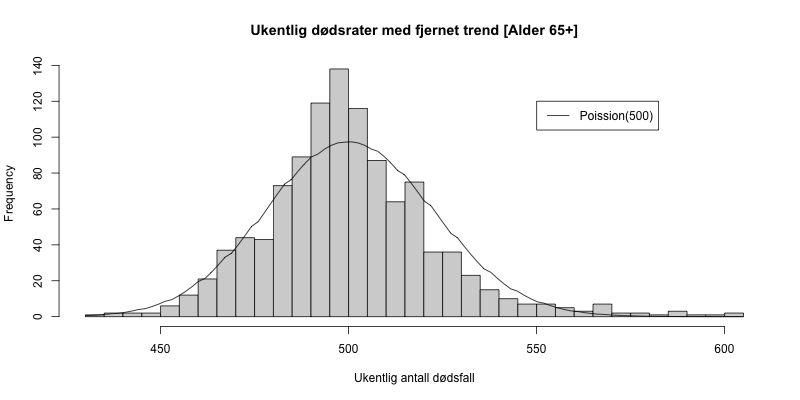 Ukentlig dødsrater med fjernet trend [Alder 65+]
140
120
100
80
60
40
20
0
Frequency
Poission(500)
450 500 550 600
Ukentlig antall dødsfall